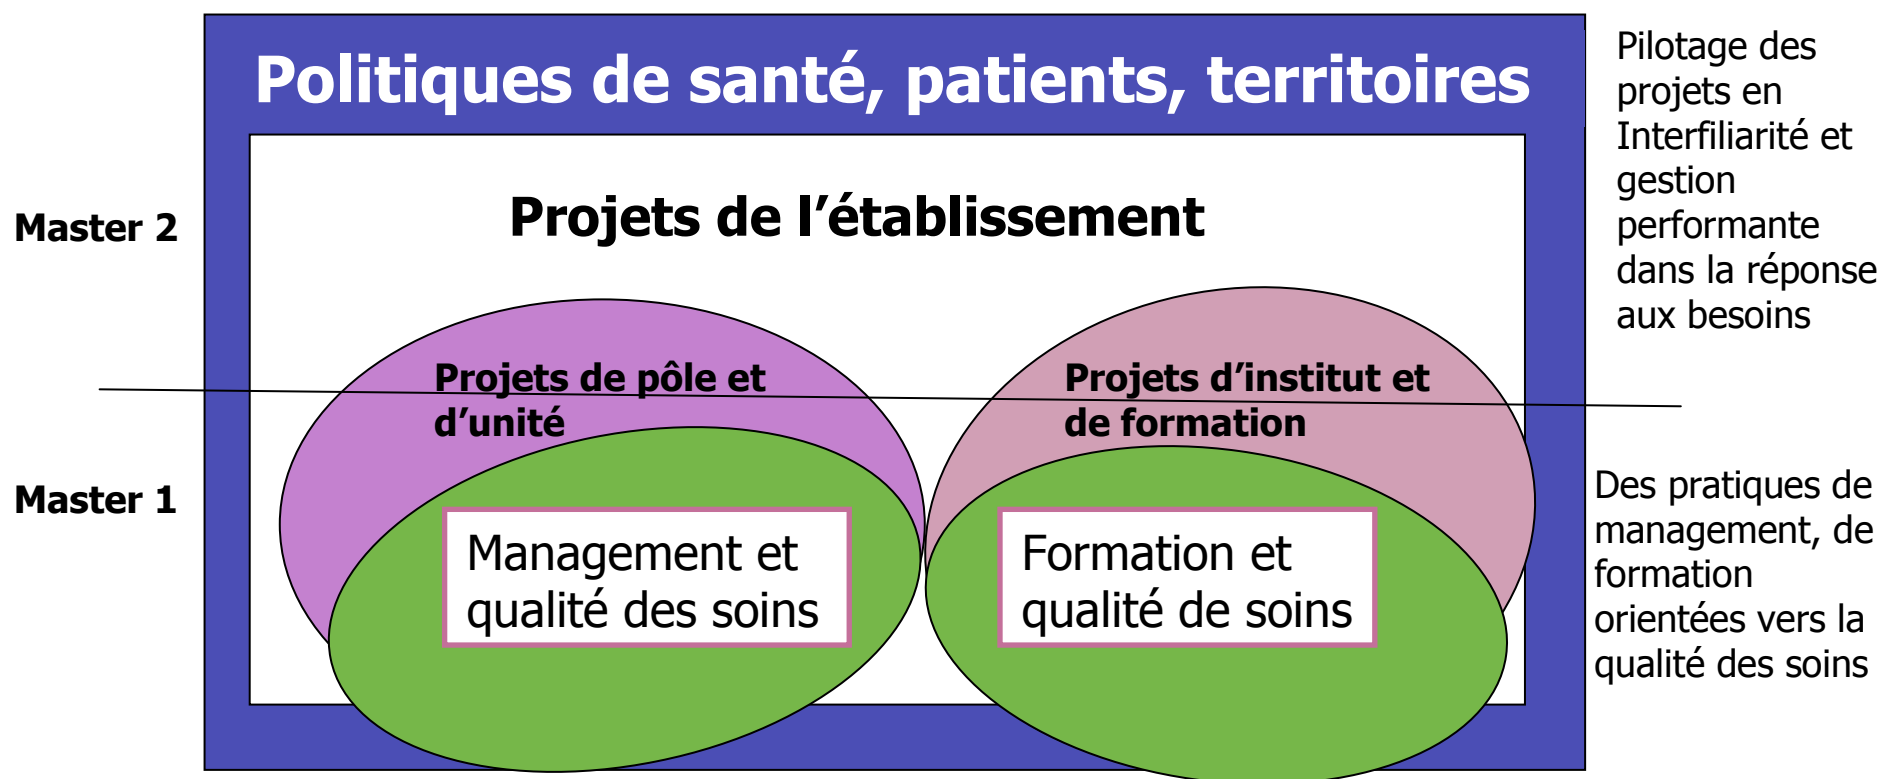 Politiques de santé, patients, territoires
Pilotage des
projets en
Interfiliarité et
gestion
performante
dans la réponse
aux besoins
Projets de l’établissement
Master 2
Projets de pôle et
d’unité
Projets d’institut et
de formation
Master 1
Management et
qualité des soins
Formation et
qualité de soins
Des pratiques de
management, de
formation
orientées vers la
qualité des soins